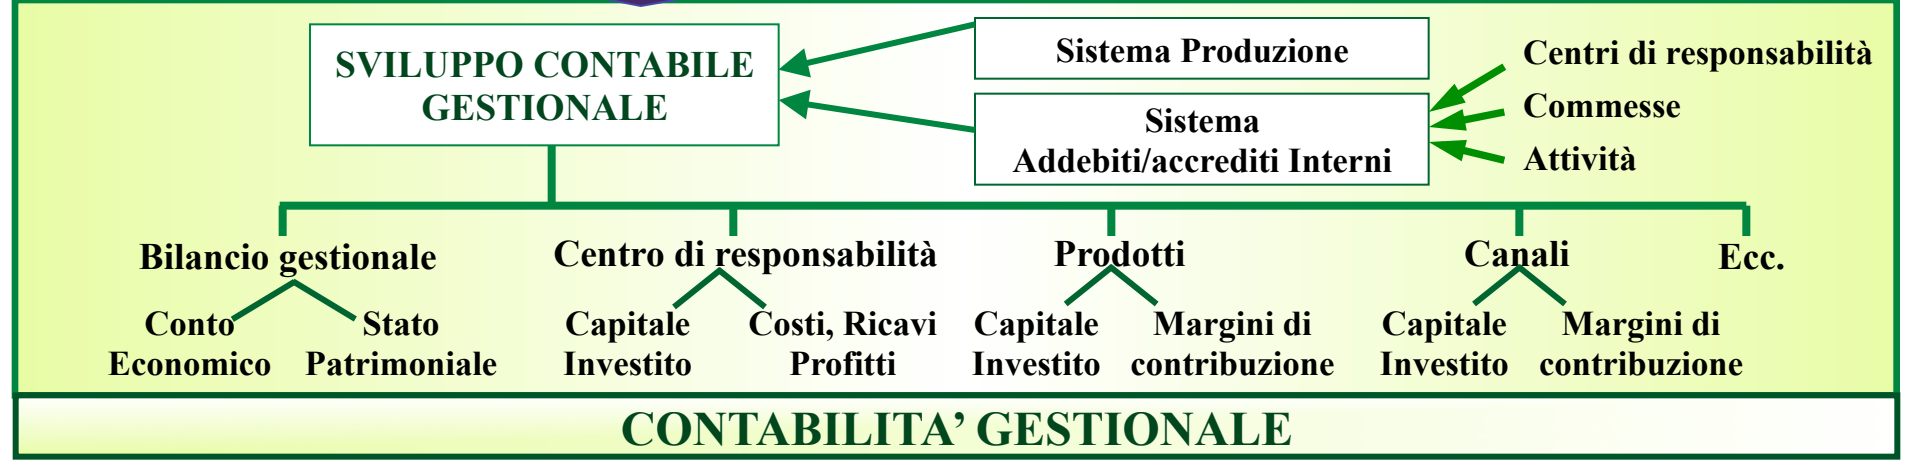 SVILUPPO CONTABILE
GESTIONALE
Sistema Produzione
Sistema
Addebiti/accrediti Interni
Centri di responsabilità
Commesse
Attività
Bilancio gestionale
Centro di responsabilità
Prodotti
Canali
Ecc.
Conto
Economico
Stato
Patrimoniale
Capitale
Investito
Costi, Ricavi
Profitti
Capitale
Investito
Margini di
contribuzione
Capitale
Investito
Margini di
contribuzione
CONTABILITA’ GESTIONALE